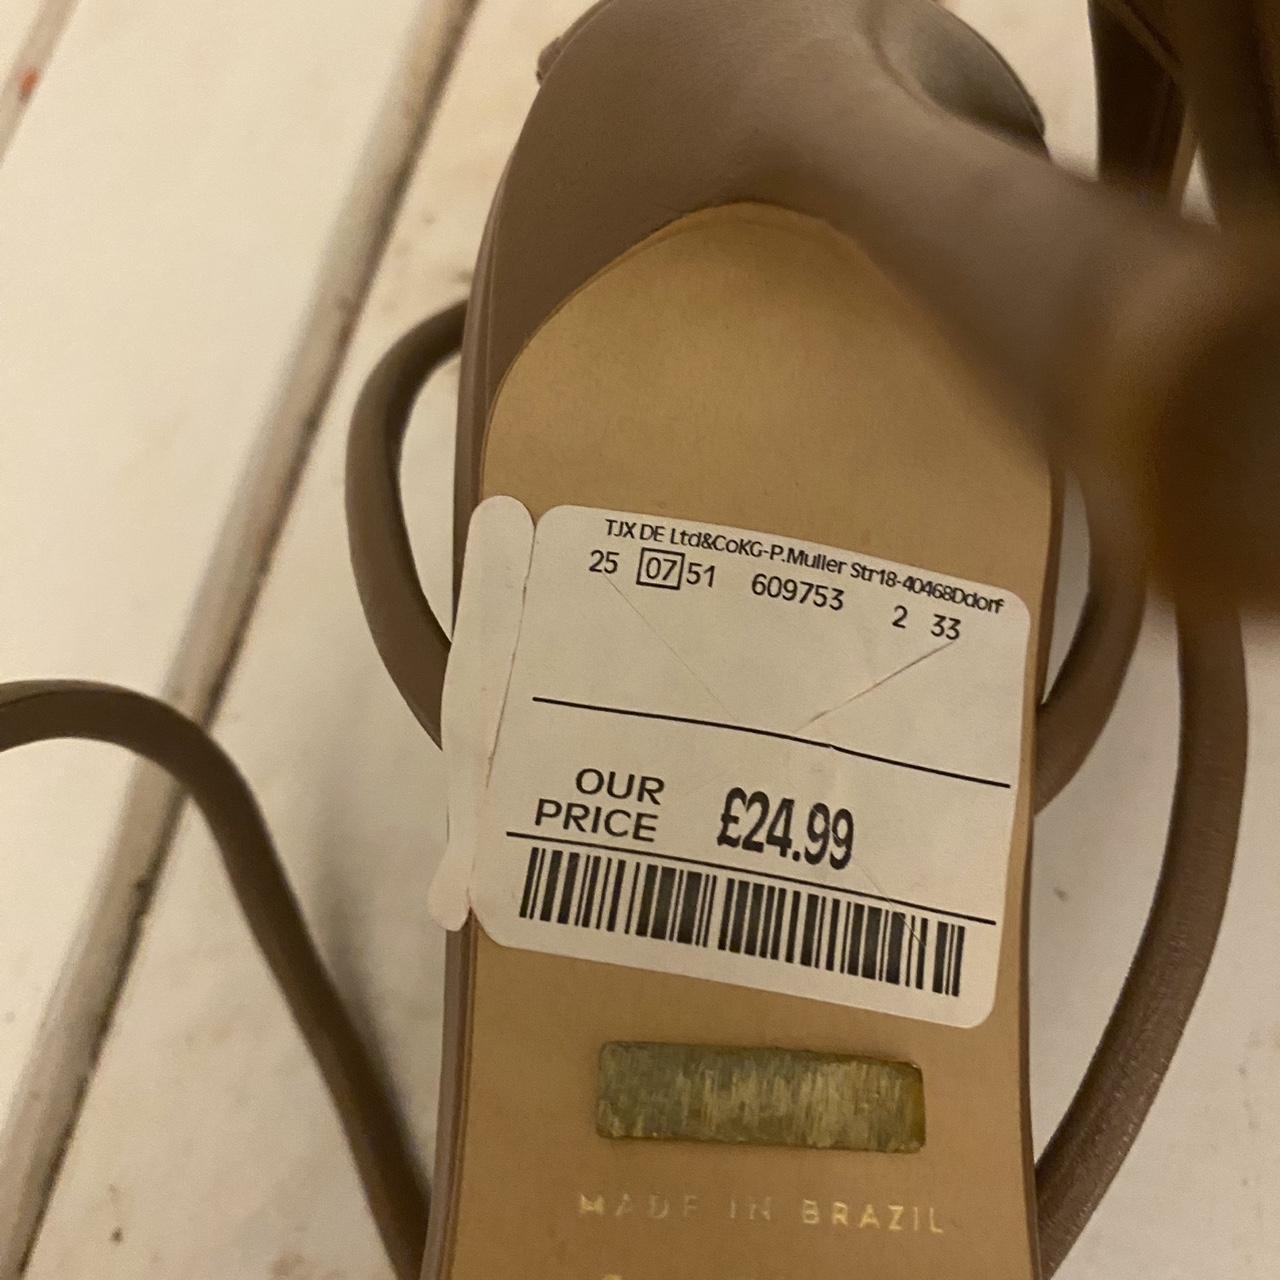 TJX DE Ltd&CoKG-P.Muller Str18-40468Ddorf
25 07 51 609753 2 33
OUR PRICE £24.99
MADE IN BRAZIL